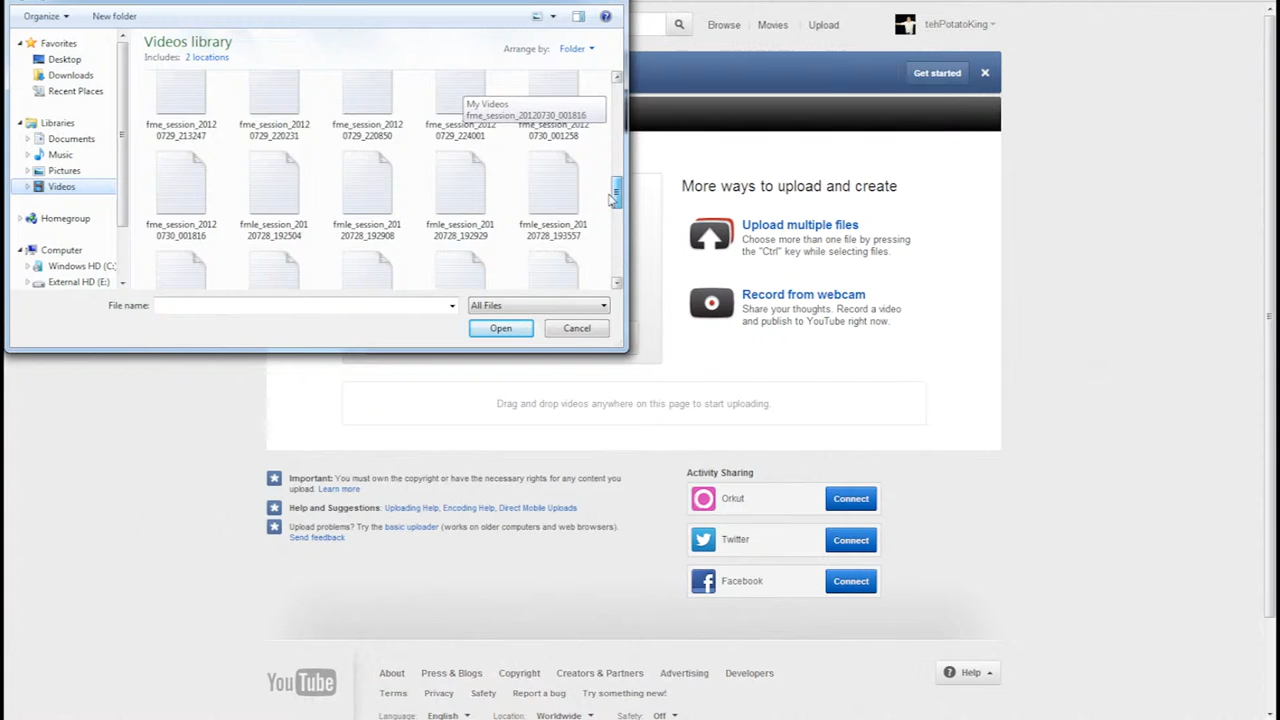 Organize
New folder
Favorites
Desktop
Downloads
Recent Places
Libraries
Documents
Music
Pictures
Videos
Homegroup
Computer
Windows HD (C:
External HD (E:)
Videos library
Includes: 2 locations
Arrange by: Folder
My Videos
fme_session_20120730_001816
fme_session_2012
0729_213247
fme_session_2012
0729_220231
fme_session_2012
0729_220850
fme_session_2012
0729_224001
fme_session_2012
0730_001258
fme_session_2012
0730_001816
fmle_session_201
20728_192504
fmle_session_201
20728_192908
fmle_session_201
20728_192929
fmle_session_201
20728_193557
File name:
All Files
Open
Cancel
Browse
Movies
Upload
tehPotatoKing
Get started
More ways to upload and create
Upload multiple files
Choose more than one file by pressing
the "Ctrl" key while selecting files.
Record from webcam
Share your thoughts. Record a video
and publish to YouTube right now.
Drag and drop videos anywhere on this page to start uploading.
Important: You must own the copyright or have the necessary rights for any content you
upload. Learn more
Help and Suggestions: Uploading Help, Encoding Help, Direct Mobile Uploads
Upload problems? Try the basic uploader (works on older computers and web browsers).
Send feedback
Activity Sharing
Orkut
Connect
Twitter
Connect
Facebook
Connect
YouTube
About
Press & Blogs
Copyright
Creators & Partners
Advertising
Developers
Help
Terms
Privacy
Safety
Report a bug
Try something new!
Language: English
Location: Worldwide
Safety: Off